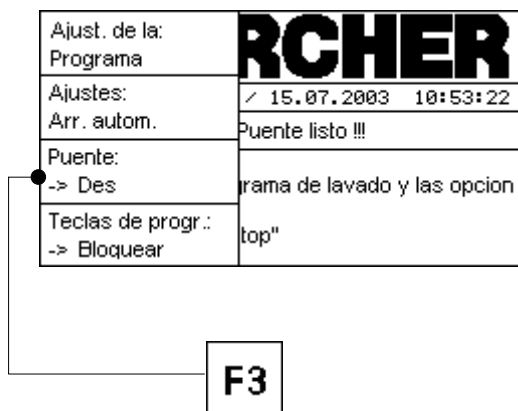 Ajust. de la:
Programa
RCHER
Ajustes:
Arr. autom.
/ 15.07.2003 10:53:22
Puente listo !!!
Puente:
-> Des
rama de lavado y las opcion
Teclas de progr.:
-> Bloquear
top"
F3